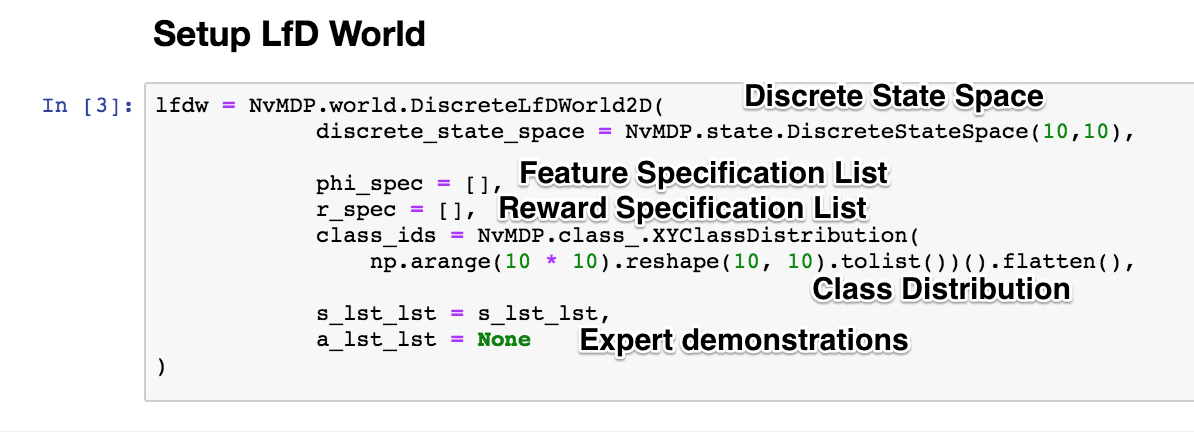 Setup LfD World
Discrete State Space
In [3]: lfdw = NvMDP.world.DiscreteLfDWorld2D(
discrete_state_space = NvMDP.state.DiscreteStateSpace(10,10),
phi_spec = [], Feature Specification List
r_spec = [], Reward Specification List
class_ids = NvMDP.class_.XYClassDistribution(
np.arange(10 * 10).reshape(10, 10).tolist())().flatten(),
Class Distribution
s_lst_lst = s_lst_lst,
a_lst_lst = None Expert demonstrations
)